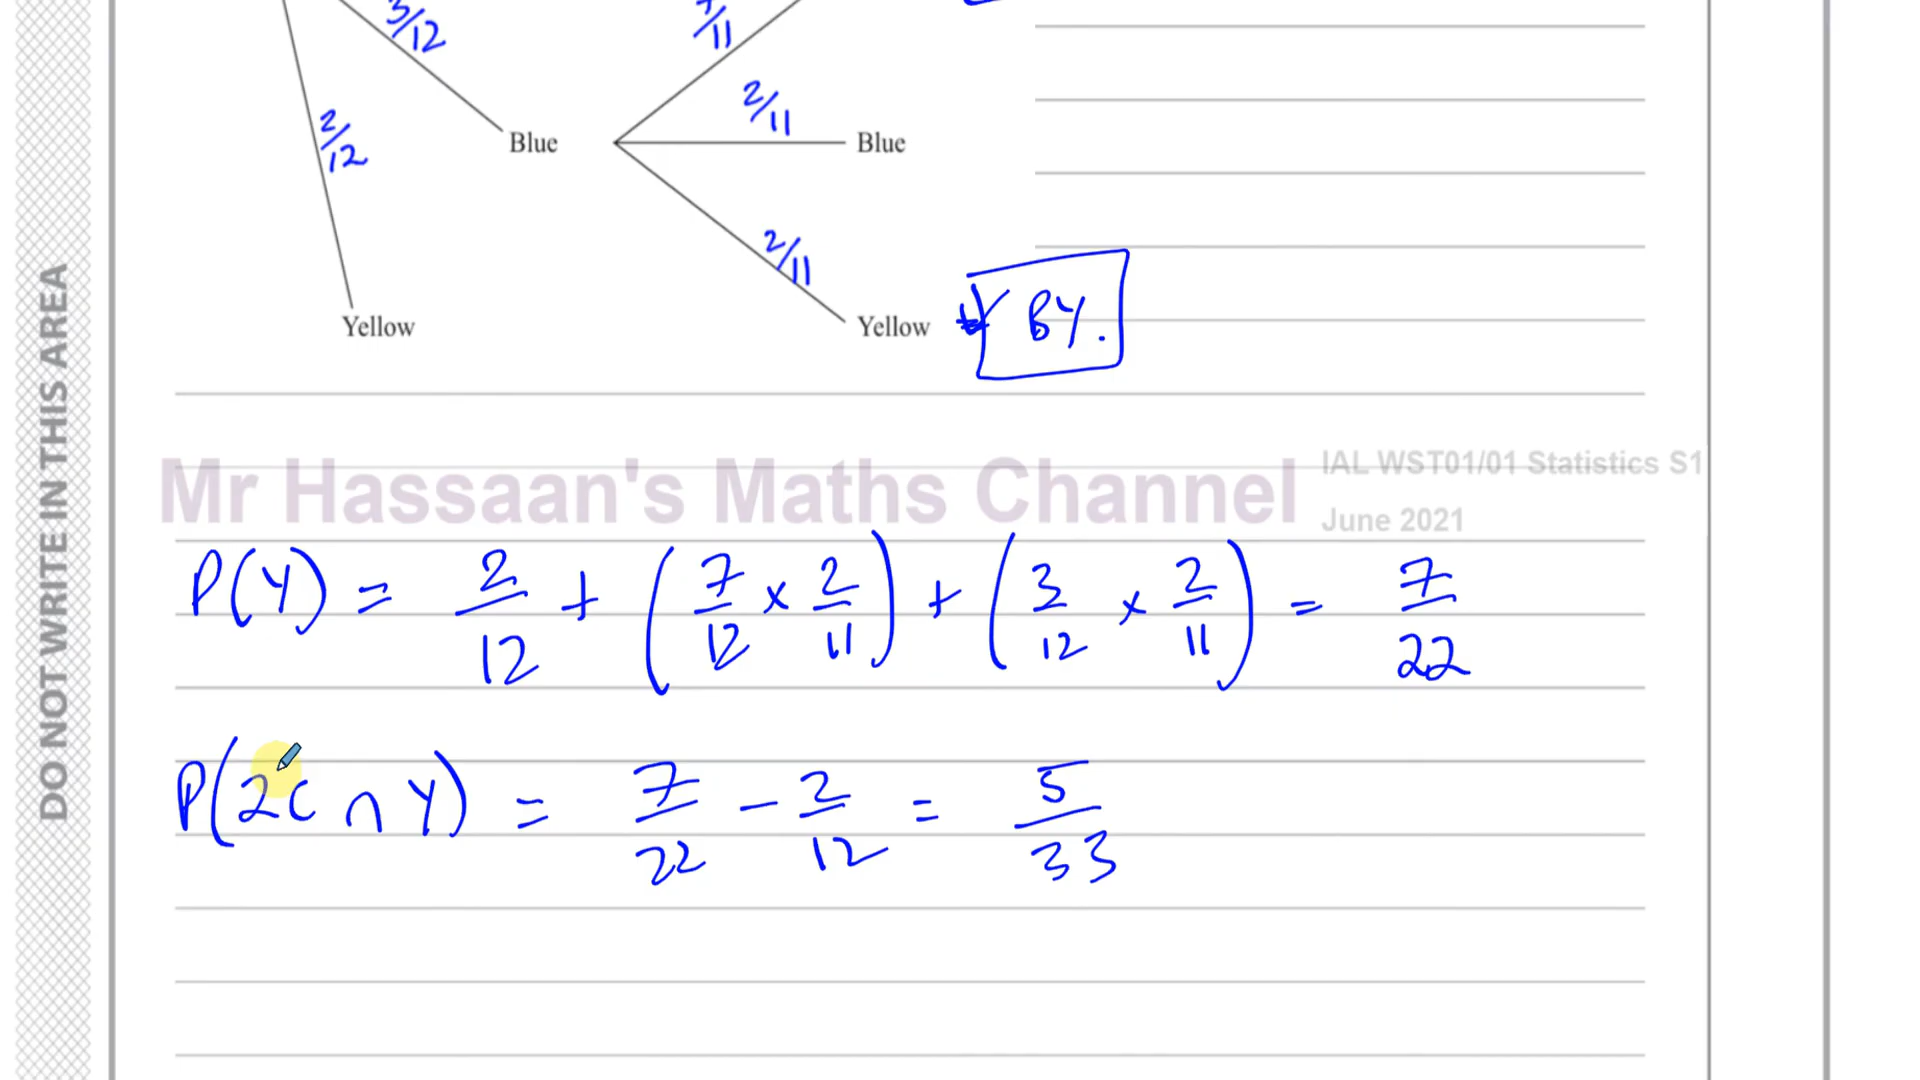 3/12
7/11
2/11
2/12
Blue
Blue
2/11
Yellow
Yellow
BY.
DO NOT WRITE IN THIS AREA
Mr Hassaan's Maths Channel
IAL WST01/01 Statistics S1
June 2021
P(Y) = 2/12 + (7/12 × 2/11) + (3/12 × 2/11) = 7/22
P(2C ∩ Y) = 7/22 − 2/12 = 5/33